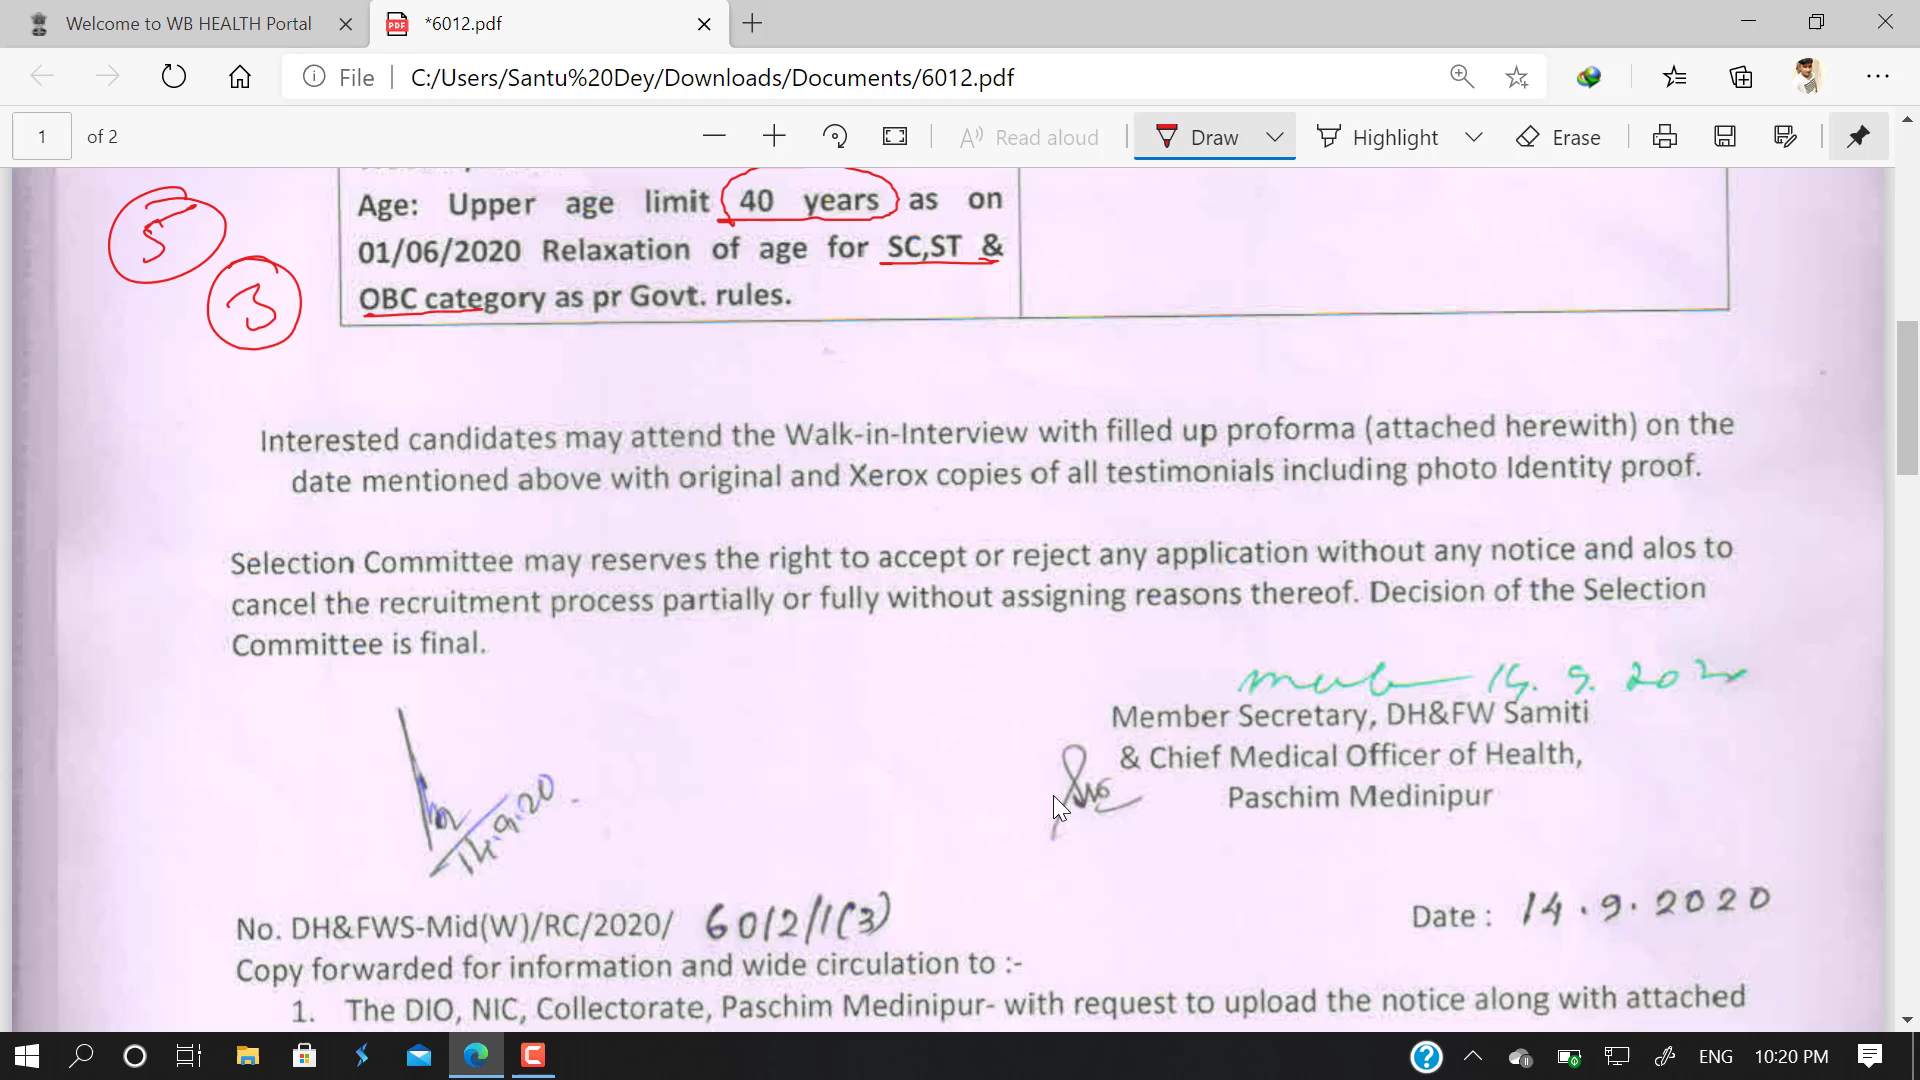 Welcome to WB HEALTH Portal
*6012.pdf
File
C:/Users/Santu%20Dey/Downloads/Documents/6012.pdf
1 of 2
Read aloud
Draw
Highlight
Erase
5
3
Age: Upper age limit 40 years as on
01/06/2020 Relaxation of age for SC,ST &
OBC category as pr Govt. rules.
Interested candidates may attend the Walk-in-Interview with filled up proforma (attached herewith) on the
date mentioned above with original and Xerox copies of all testimonials including photo Identity proof.
Selection Committee may reserves the right to accept or reject any application without any notice and alos to
cancel the recruitment process partially or fully without assigning reasons thereof. Decision of the Selection
Committee is final.
Member Secretary, DH&FW Samiti
& Chief Medical Officer of Health,
Paschim Medinipur
14.9.20
No. DH&FWS-Mid(W)/RC/2020/ 6012/1(3)
Date : 14.9.2020
Copy forwarded for information and wide circulation to :-
1. The DIO, NIC, Collectorate, Paschim Medinipur- with request to upload the notice along with attached
ENG
10:20 PM